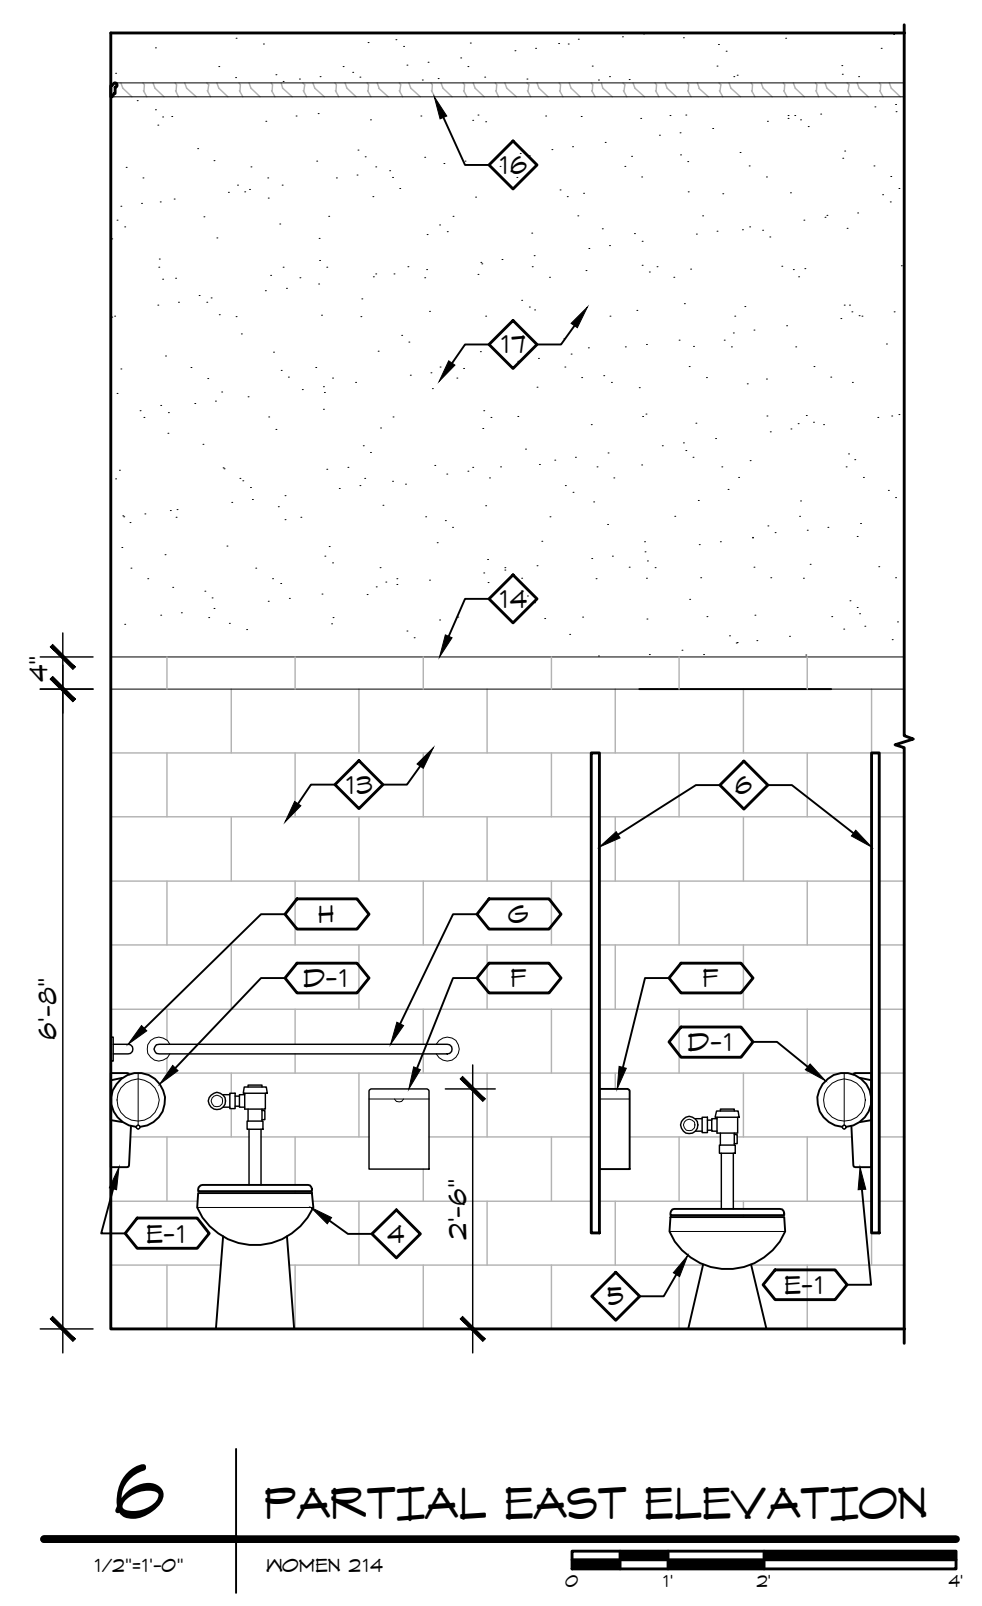 16
17
14
4"
13
6
H
G
D-1
F
F
6'-8"
D-1
2'-6"
E-1
4
5
E-1
6
PARTIAL EAST ELEVATION
1/2"=1'-0"
WOMEN 214
0 1' 2' 4'